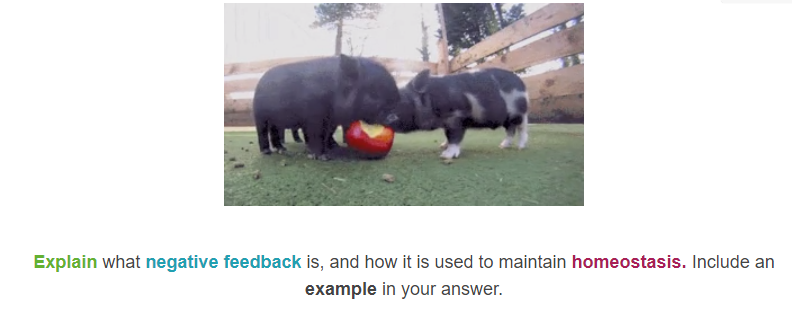 Explain what negative feedback is, and how it is used to maintain homeostasis. Include an
example in your answer.